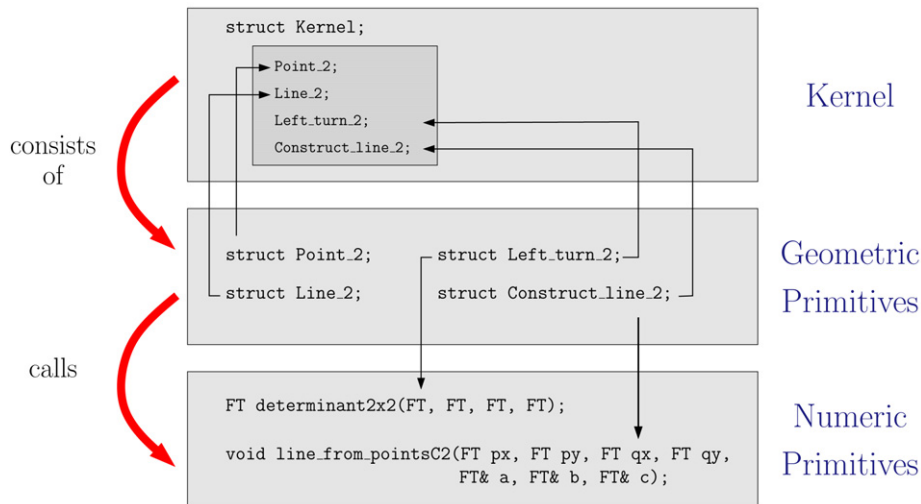 struct Kernel;
Point_2;
Line_2;
Left_turn_2;
Construct_line_2;
Kernel
consists
of
struct Point_2;
struct Left_turn_2;
struct Line_2;
struct Construct_line_2;
Geometric
Primitives
calls
FT determinant2x2(FT, FT, FT, FT);
void line_from_pointsC2(FT px, FT py, FT qx, FT qy,
FT& a, FT& b, FT& c);
Numeric
Primitives